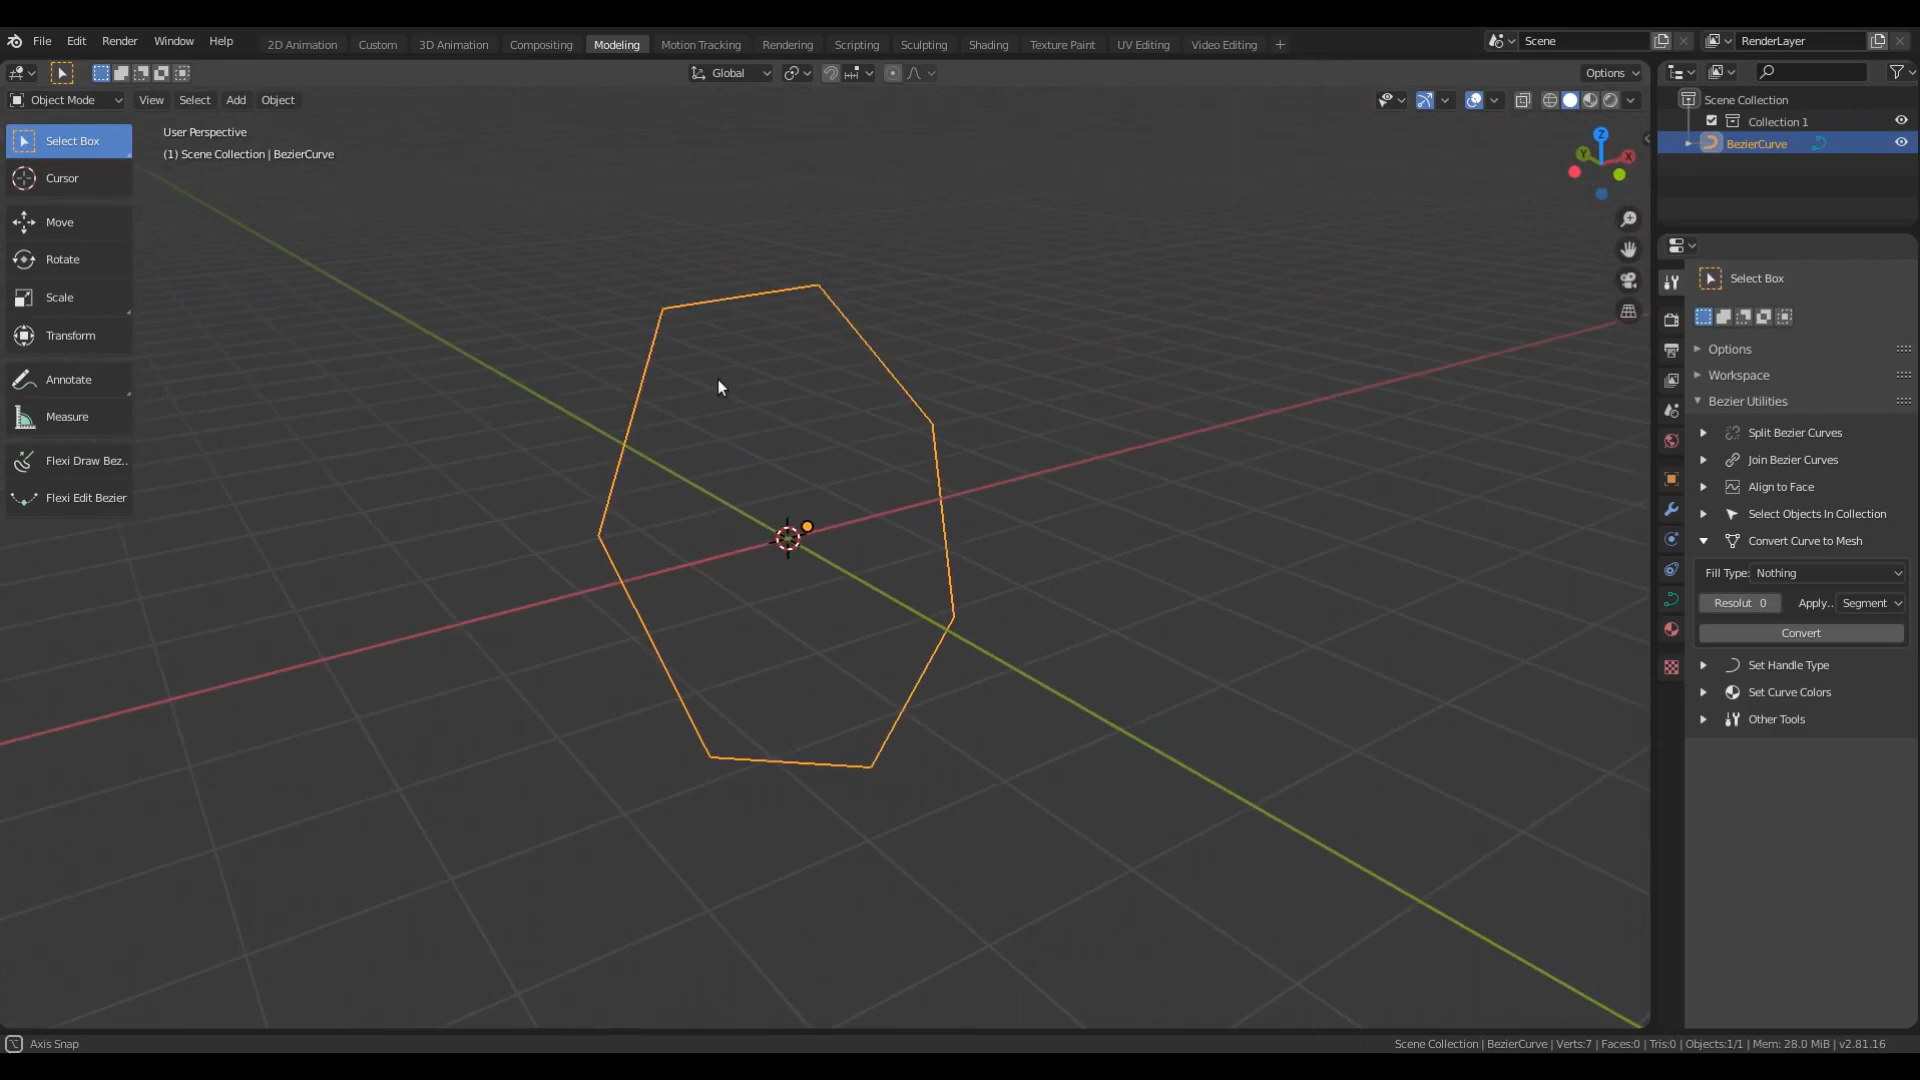 File Edit Render Window Help 2D Animation Custom 3D Animation Compositing Modeling Motion Tracking Rendering Scripting Sculpting Shading Texture Paint UV Editing Video Editing + Scene RenderLayer
Global Options
Object Mode View Select Add Object
Scene Collection
Collection 1
BezierCurve
User Perspective
(1) Scene Collection | BezierCurve
Z
Y
X
Select Box
Cursor
Move
Rotate
Scale
Transform
Annotate
Measure
Flexi Draw Bez..
Flexi Edit Bezier
Select Box
Options
Workspace
Bezier Utilities
Split Bezier Curves
Join Bezier Curves
Align to Face
Select Objects In Collection
Convert Curve to Mesh
Fill Type: Nothing
Resolut 0 Apply.. Segment
Convert
Set Handle Type
Set Curve Colors
Other Tools
Axis Snap
Scene Collection | BezierCurve | Verts:7 | Faces:0 | Tris:0 | Objects:1/1 | Mem: 28.0 MiB | v2.81.16